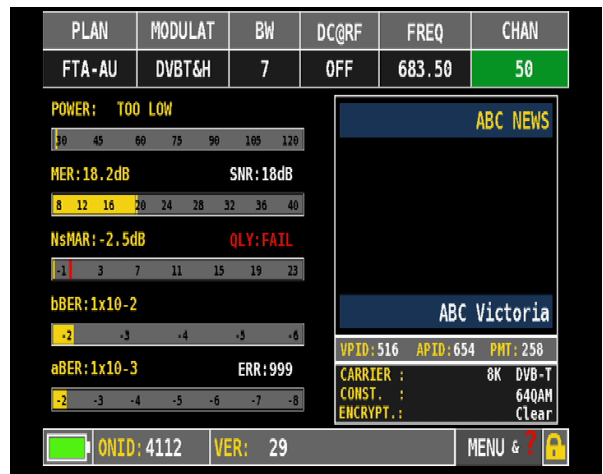 PLAN MODULAT BW DC@RF FREQ CHAN
FTA-AU DVBT&H 7 OFF 683.50 50
POWER: TOO LOW
30 45 60 75 90 105 120
MER:18.2dB SNR:18dB
8 12 16 20 24 28 32 36 40
NsMAR:-2.5dB QLY:FAIL
-1 3 7 11 15 19 23
bBER:1x10-2
-2 -3 -4 -5 -6
aBER:1x10-3 ERR:999
-2 -3 -4 -5 -6 -7 -8
ABC NEWS
ABC Victoria
VPID:516 APID:654 PMT:258
CARRIER : 8K DVB-T
CONST. : 64QAM
ENCRYPT.: Clear
ONID:4112 VER: 29 MENU & ?